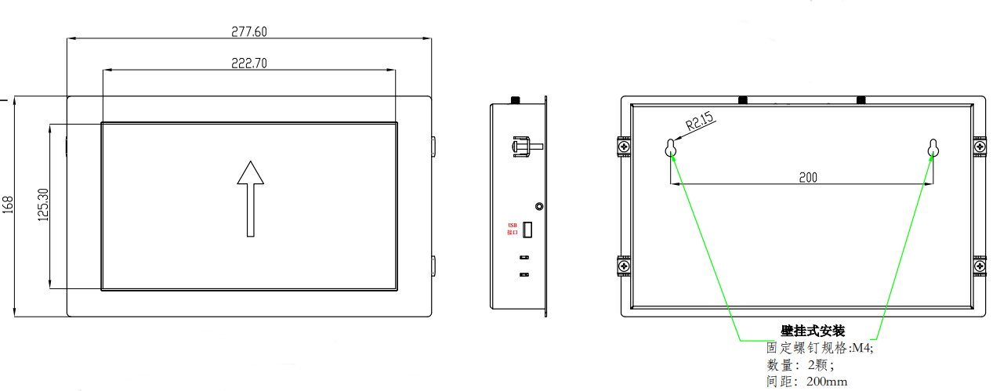 277.60
222.70
168
125.30
USB
接口
R2.15
200
壁挂式安装
固定螺钉规格:M4;
数量：2颗；
间距：200mm